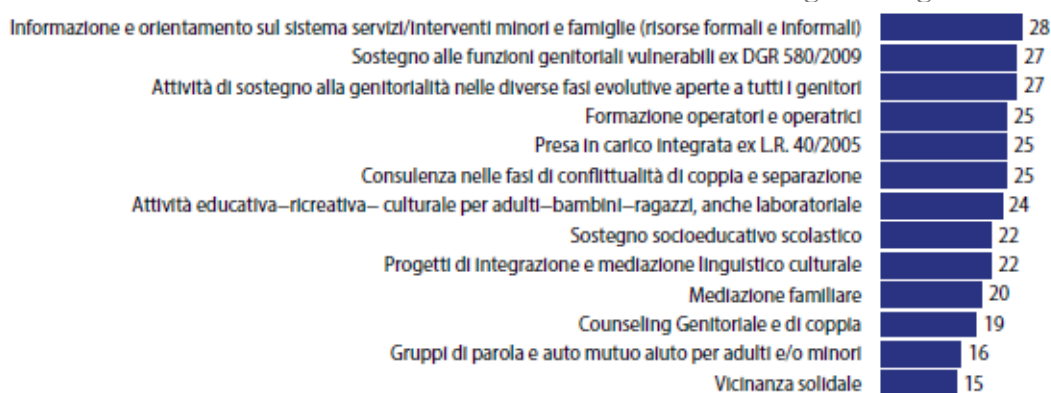 Informazione e orientamento sul sistema servizi/interventi minori e famiglie (risorse formali e informali) 28
Sostegno alle funzioni genitoriali vulnerabili ex DGR 580/2009 27
Attività di sostegno alla genitorialità nelle diverse fasi evolutive aperte a tutti i genitori 27
Formazione operatori e operatrici 25
Presa in carico integrata ex L.R. 40/2005 25
Consulenza nelle fasi di conflittualità di coppia e separazione 25
Attività educativa–ricreativa– culturale per adulti–bambini–ragazzi, anche laboratoriale 24
Sostegno socioeducativo scolastico 22
Progetti di integrazione e mediazione linguistico culturale 22
Mediazione familiare 20
Counseling Genitoriale e di coppia 19
Gruppi di parola e auto mutuo aiuto per adulti e/o minori 16
Vicinanza solidale 15